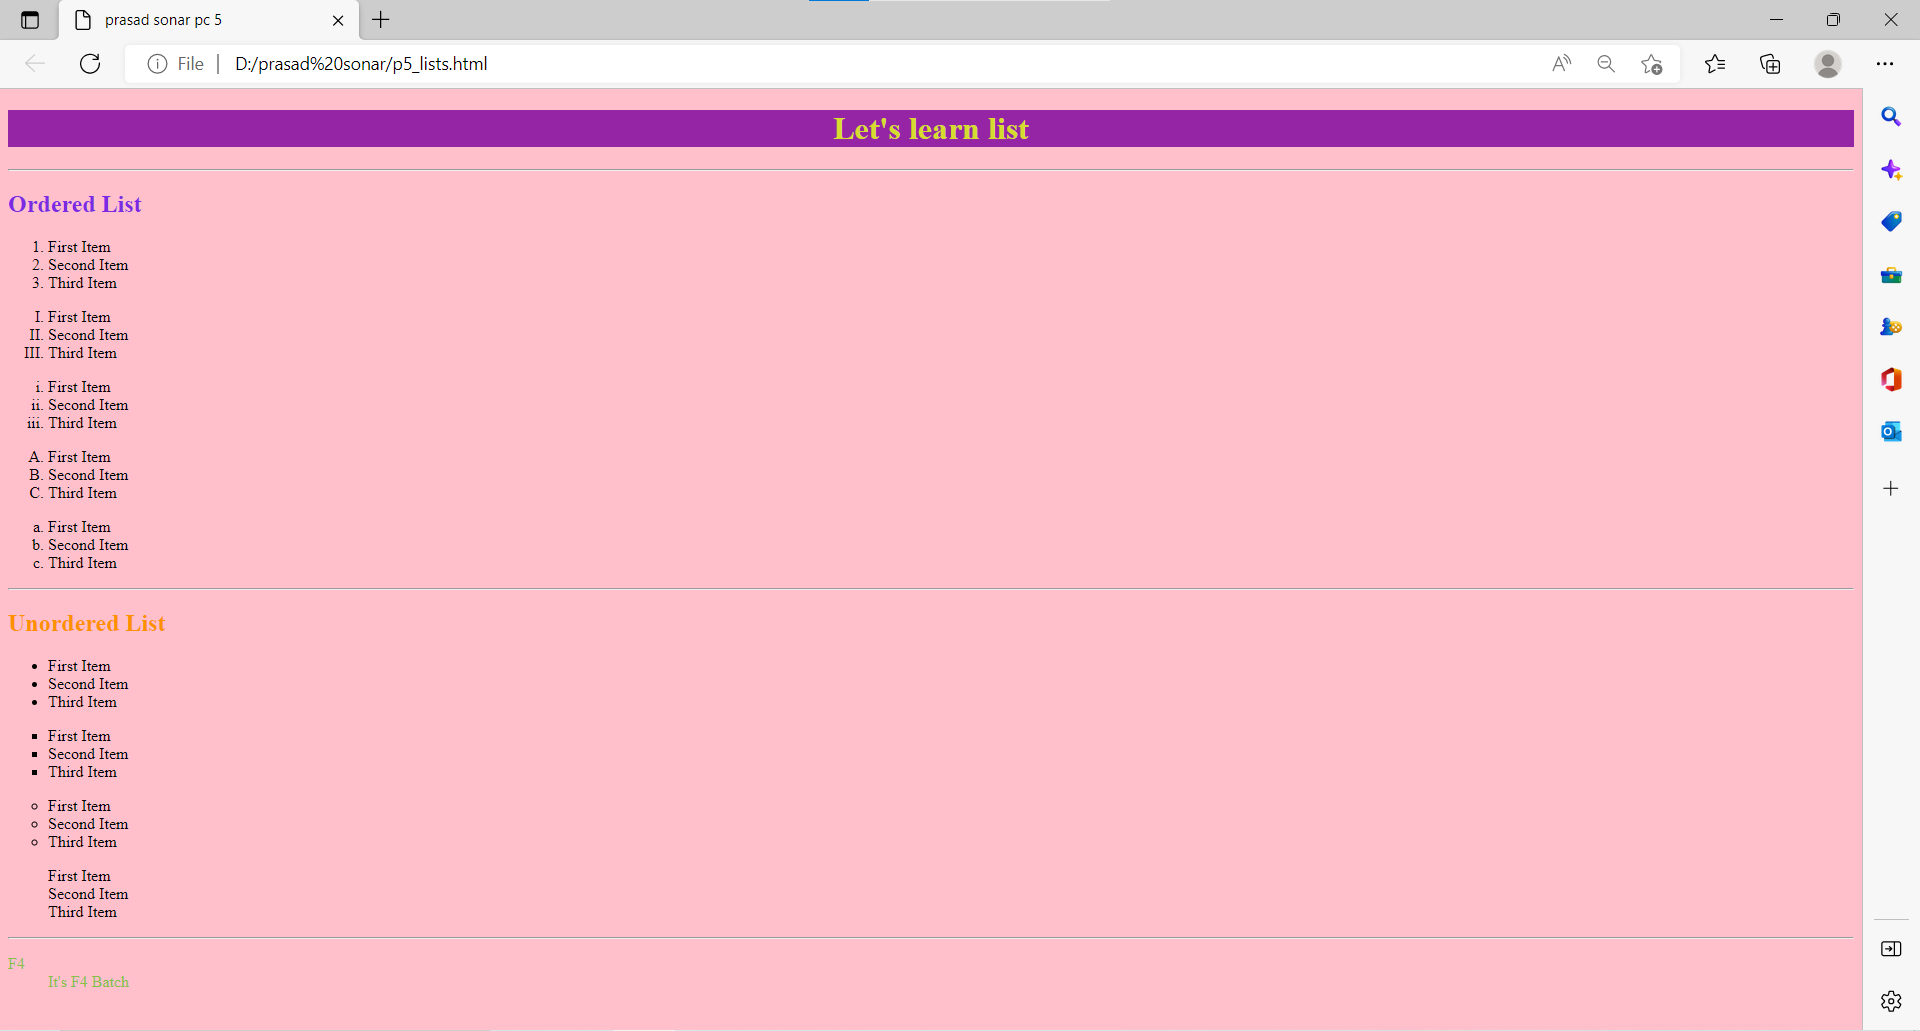 prasad sonar pc 5
File
D:/prasad%20sonar/p5_lists.html
Let's learn list
Ordered List
1. First Item
2. Second Item
3. Third Item
I. First Item
II. Second Item
III. Third Item
i. First Item
ii. Second Item
iii. Third Item
A. First Item
B. Second Item
C. Third Item
a. First Item
b. Second Item
c. Third Item
Unordered List
• First Item
• Second Item
• Third Item
▪ First Item
▪ Second Item
▪ Third Item
○ First Item
○ Second Item
○ Third Item
First Item
Second Item
Third Item
F4
It's F4 Batch